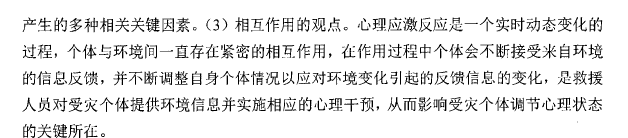 产生的多种相关关键因素。（3）相互作用的观点。心理应激反应是一个实时动态变化的
过程，个体与环境间一直存在紧密的相互作用，在作用过程中个体会不断接受来自环境
的信息反馈，并不断调整自身个体情况以应对环境变化引起的反馈信息的变化，是救援
人员对受灾个体提供环境信息并实施相应的心理干预，从而影响受灾个体调节心理状态
的关键所在。